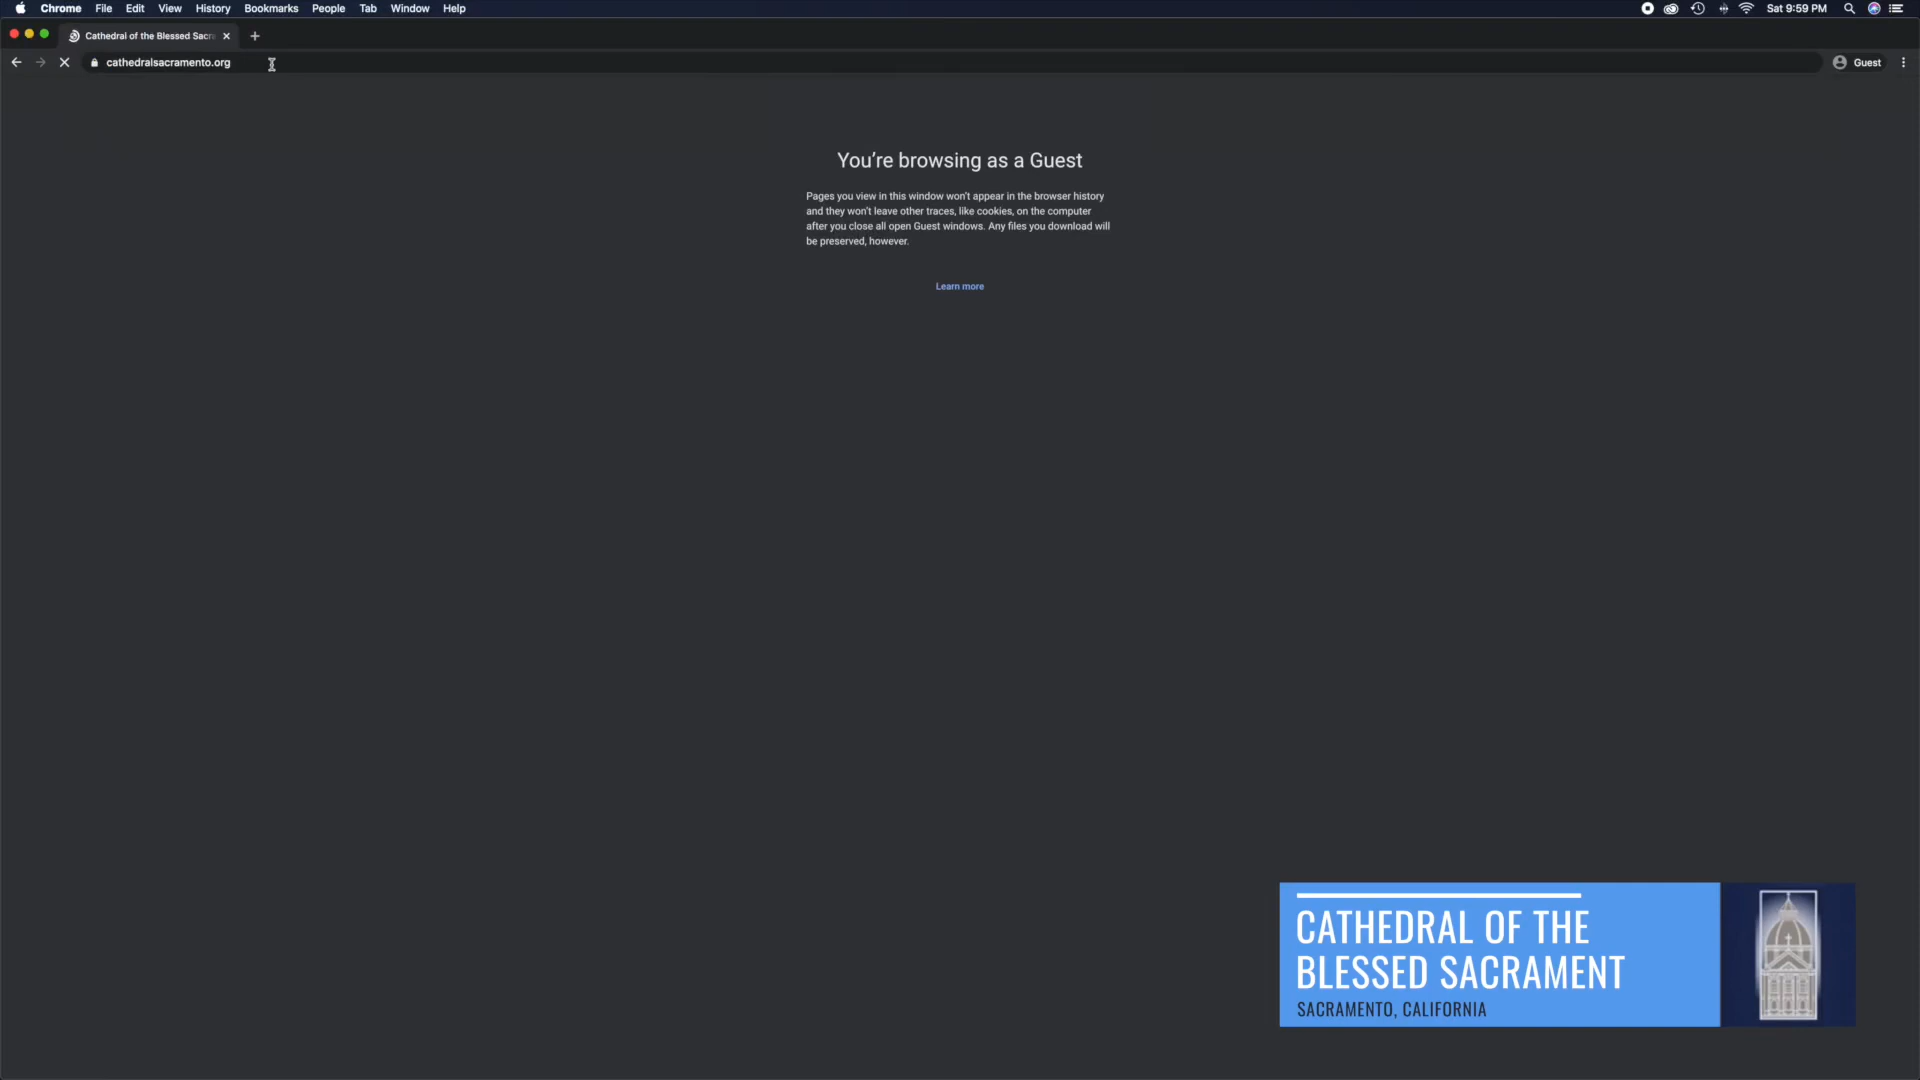 Chrome File Edit View History Bookmarks People Tab Window Help
Sat 9:59 PM
Cathedral of the Blessed Sacr
cathedralsacramento.org
Guest
You're browsing as a Guest
Pages you view in this window won't appear in the browser history
and they won't leave other traces, like cookies, on the computer
after you close all open Guest windows. Any files you download will
be preserved, however.
Learn more
CATHEDRAL OF THE
BLESSED SACRAMENT
SACRAMENTO, CALIFORNIA